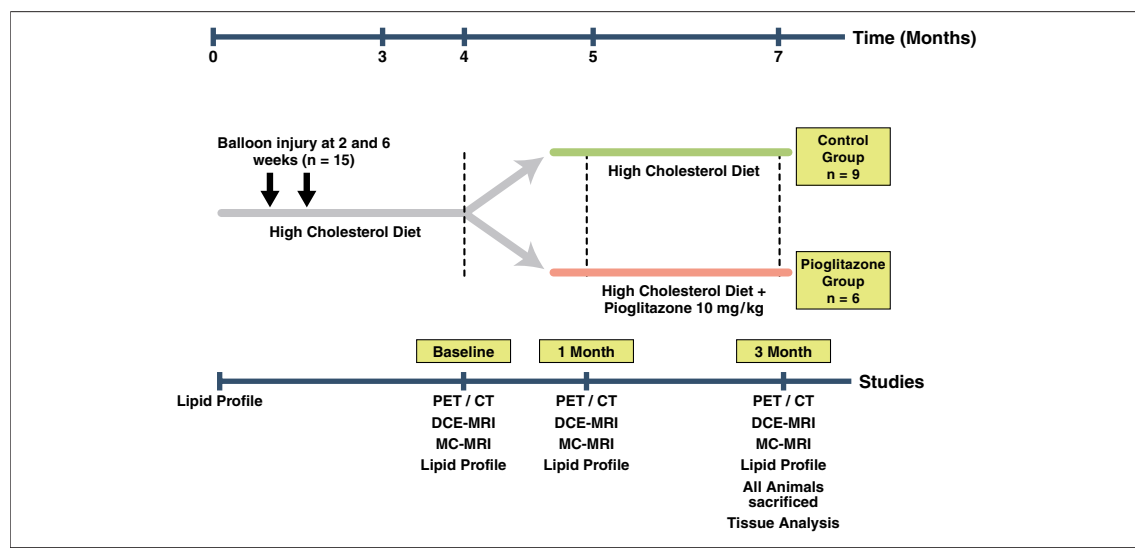 Time (Months)
0
3
4
5
7
Balloon injury at 2 and 6
weeks (n = 15)
High Cholesterol Diet
High Cholesterol Diet
Control
Group
n = 9
High Cholesterol Diet +
Pioglitazone 10 mg/kg
Pioglitazone
Group
n = 6
Baseline
1 Month
3 Month
Studies
Lipid Profile
PET / CT
DCE-MRI
MC-MRI
Lipid Profile
PET / CT
DCE-MRI
MC-MRI
Lipid Profile
PET / CT
DCE-MRI
MC-MRI
Lipid Profile
All Animals
sacrificed
Tissue Analysis